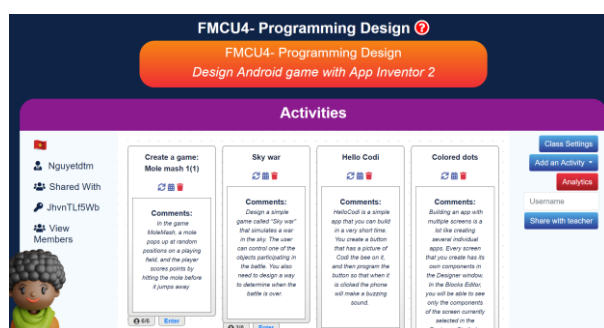 FMCU4- Programming Design ?
FMCU4- Programming Design
Design Android game with App Inventor 2
Activities
Nguyetdtm
Shared With
JhvnTLf5Wb
View
Members
Create a game:
Mole mash 1(1)
Comments:
In the game
MoleMash, a mole
pops up at random
positions on a playing
field, and the player
scores points by
hitting the mole before
it jumps away
6/6 Enter
Sky war
Comments:
Design a simple
game called "Sky war"
that simulates a war
in the sky. The user
can control one of the
objects participating in
the battle. You also
need to design a way
to determine when the
battle is over.
Enter
Hello Codi
Comments:
HelloCodi is a simple
app that you can build
in a very short time.
You create a button
that has a picture of
Codi the bee on it,
and then program the
button so that when it
is clicked the phone
will make a buzzing
sound.
Colored dots
Comments:
Building an app with
multiple screens is a
lot like creating
several individual
apps. Every screen
that you create has its
own components in
the Designer window.
In the Blocks Editor,
you will be able to see
only the components
of the screen currently
selected in the
Class Settings
Add an Activity
Analytics
Username
Share with teacher